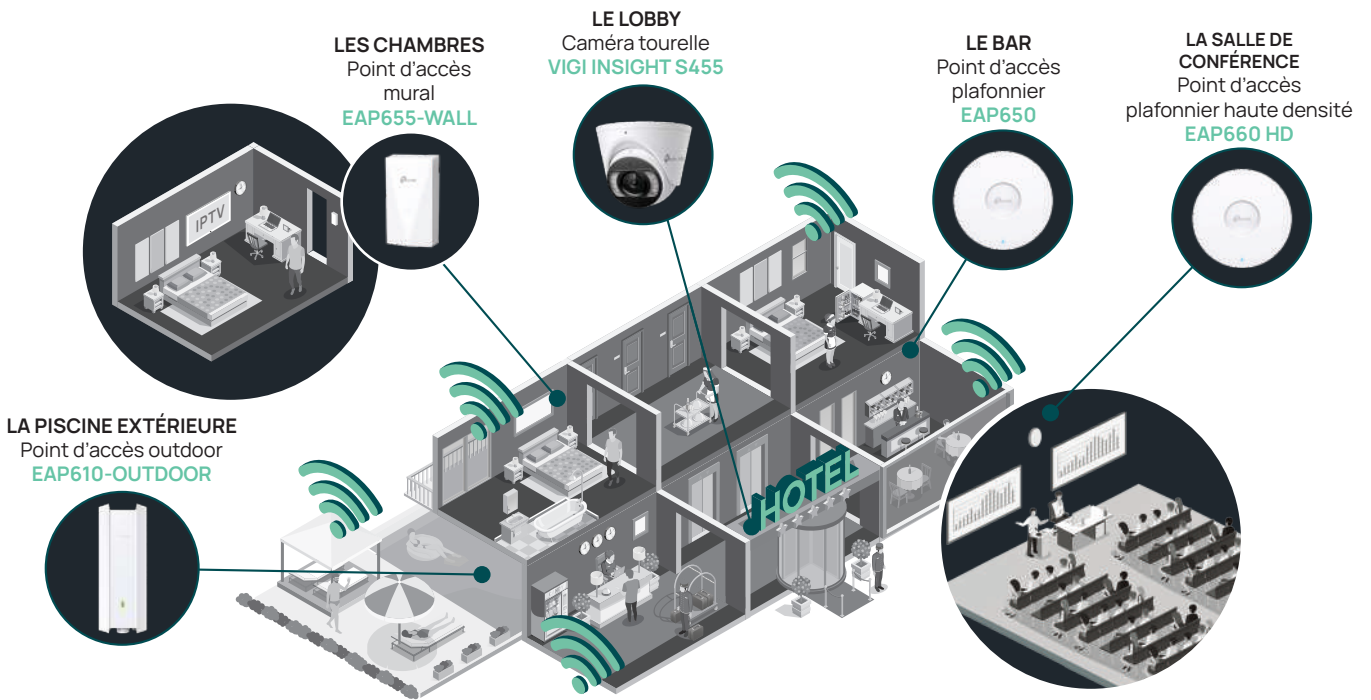 LE LOBBY
Caméra tourelle
VIGI INSIGHT S455
LES CHAMBRES
Point d'accès
mural
EAP655-WALL
LE BAR
Point d'accès
plafonnier
EAP650
LA SALLE DE
CONFÉRENCE
Point d'accès
plafonnier haute densité
EAP660 HD
IPTV
LA PISCINE EXTÉRIEURE
Point d'accès outdoor
EAP610-OUTDOOR
HOTEL